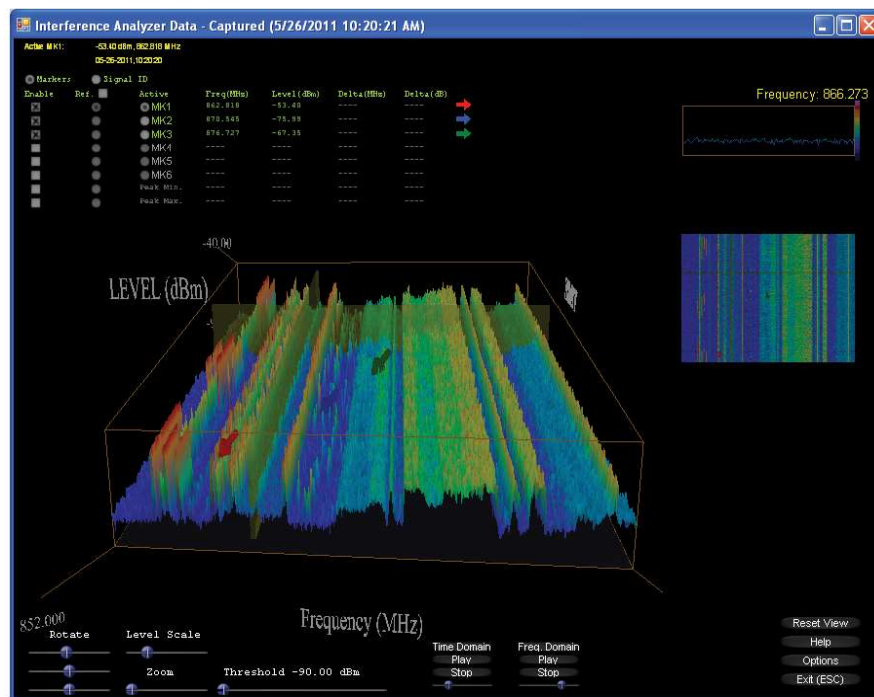 Interference Analyzer Data - Captured (5/26/2011 10:20:21 AM)
Active MK1: -53.40 dBm, 862.818 MHz
05-26-2011,10:20:20
Markers Signal ID
Enable Ref. Active Freq(MHz) Level(dBm) Delta(MHz) Delta(dB)
MK1 862.818 -53.40 ---- ----
MK2 870.545 -75.99 ---- ----
MK3 876.727 -67.35 ---- ----
MK4 ---- ---- ---- ----
MK5 ---- ---- ---- ----
MK6 ---- ---- ---- ----
Peak Min. ---- ---- ---- ----
Peak Max. ---- ---- ---- ----
Frequency: 866.273
-40.00
LEVEL (dBm)
852.000
Frequency (MHz)
Rotate Level Scale
Zoom Threshold -90.00 dBm
Time Domain
Play
Stop
Freq. Domain
Play
Stop
Reset View
Help
Options
Exit (ESC)